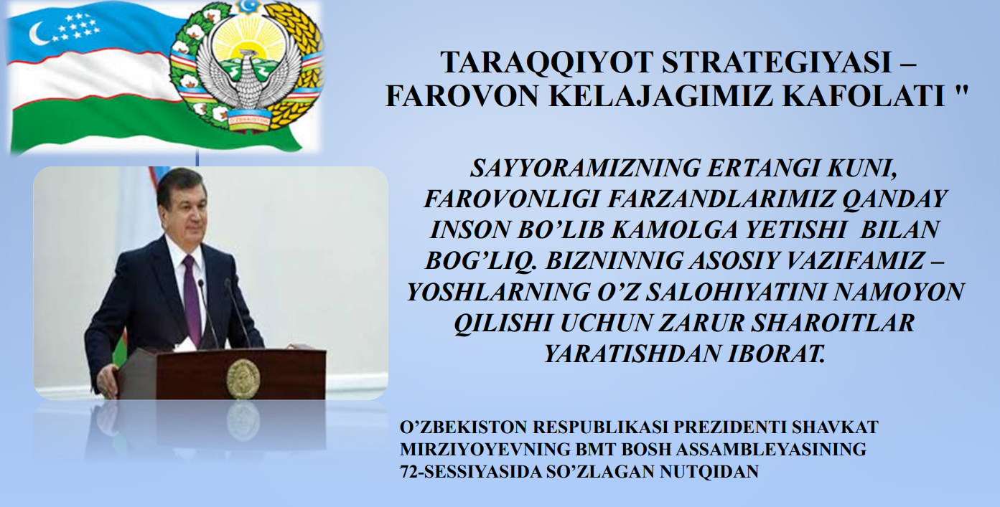 TARAQQIYOT STRATEGIYASI –
FAROVON KELAJAGIMIZ KAFOLATI "
O'ZBEKISTON
SAYYORAMIZNING ERTANGI KUNI,
FAROVONLIGI FARZANDLARIMIZ QANDAY
INSON BO’LIB KAMOLGA YETISHI BILAN
BOG’LIQ. BIZNINNIG ASOSIY VAZIFAMIZ –
YOSHLARNING O’Z SALOHIYATINI NAMOYON
QILISHI UCHUN ZARUR SHAROITLAR
YARATISHDAN IBORAT.
O’ZBEKISTON RESPUBLIKASI PREZIDENTI SHAVKAT
MIRZIYOYEVNING BMT BOSH ASSAMBLEYASINING
72-SESSIYASIDA SO’ZLAGAN NUTQIDAN